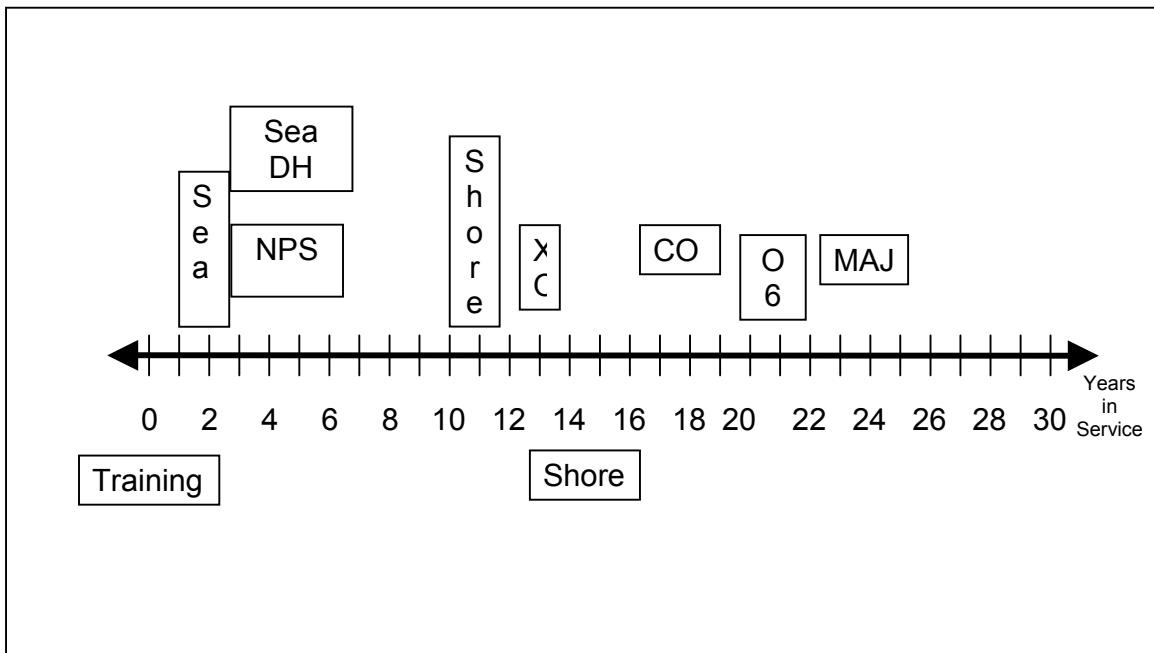 Sea
DH
S
e
a
NPS
S
h
o
r
e
X
O
CO
O
6
MAJ
0 2 4 6 8 10 12 14 16 18 20 22 24 26 28 30
Years
in
Service
Training
Shore